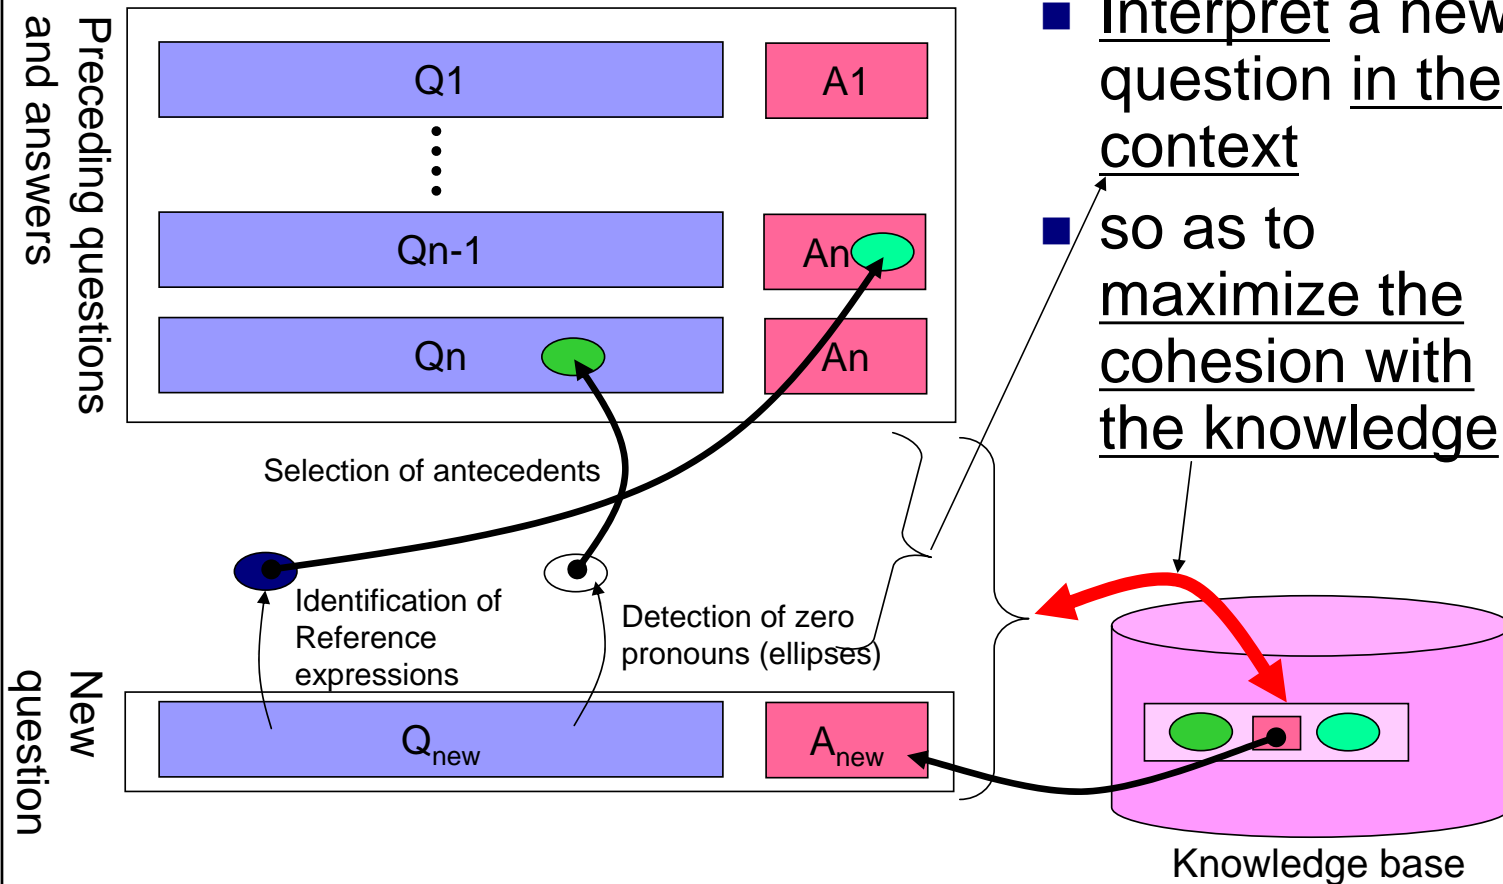 Preceding questions
and answers
Q1
A1
Qn-1
An
Qn
An
Selection of antecedents
Identification of
Reference
expressions
Detection of zero
pronouns (ellipses)
New
question
Qnew
Anew
Interpret a new
question in the
context
so as to
maximize the
cohesion with
the knowledge
Knowledge base